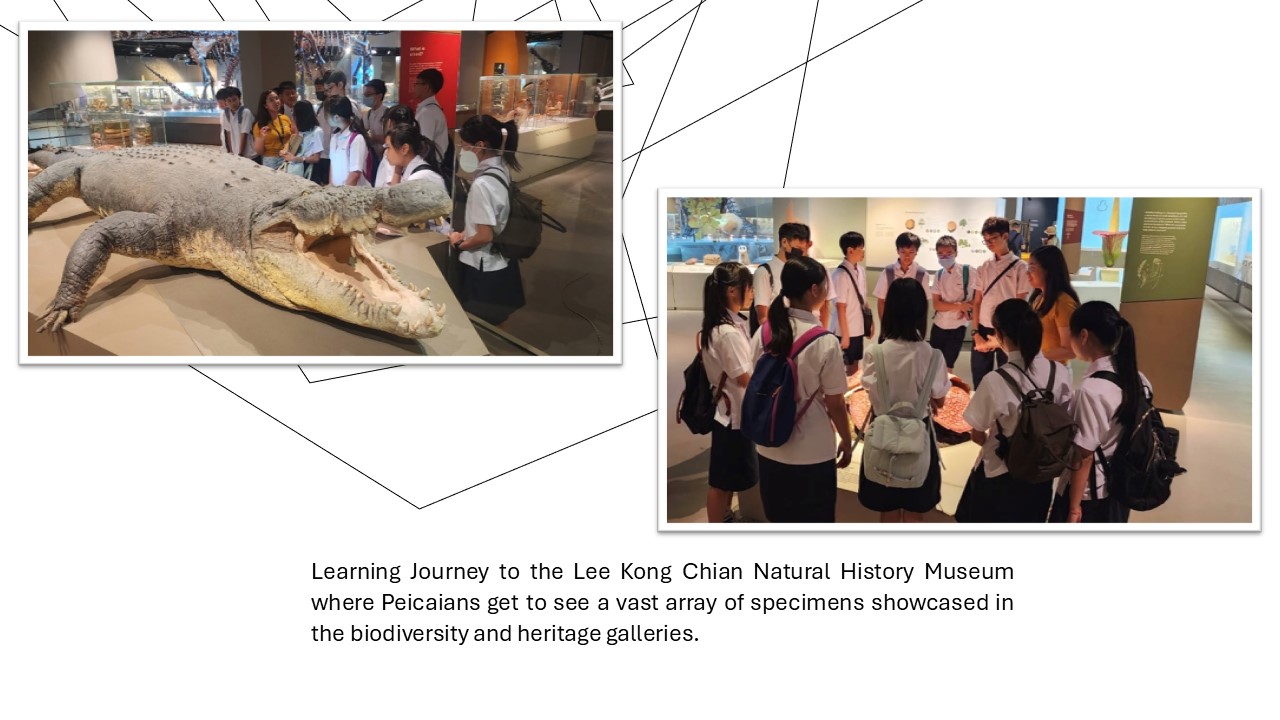 Learning Journey to the Lee Kong Chian Natural History Museum
where Peicaians get to see a vast array of specimens showcased in
the biodiversity and heritage galleries.